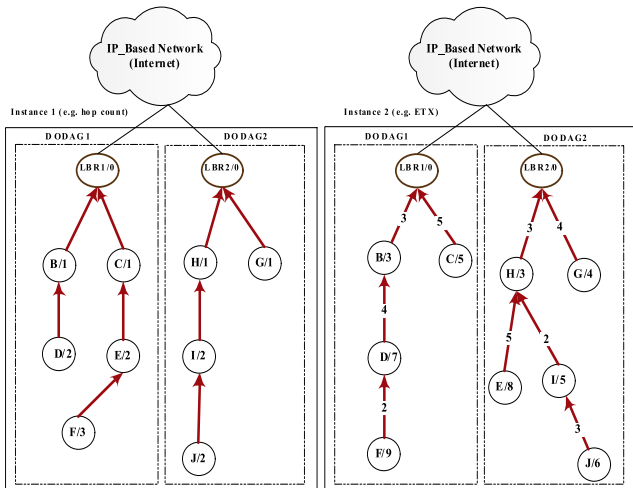 IP_Based Network
(Internet)
IP_Based Network
(Internet)
Instance 1 (e.g. hop count)
Instance 2 (e.g. ETX)
DODAG1
DODAG2
DODAG1
DODAG2
LBR1/0
LBR2/0
LBR1/0
LBR2/0
3
5
3
4
B/1
C/1
H/1
G/1
B/3
C/5
H/3
G/4
4
5
2
D/2
E/2
I/2
D/7
E/8
I/5
2
3
F/3
J/2
F/9
J/6